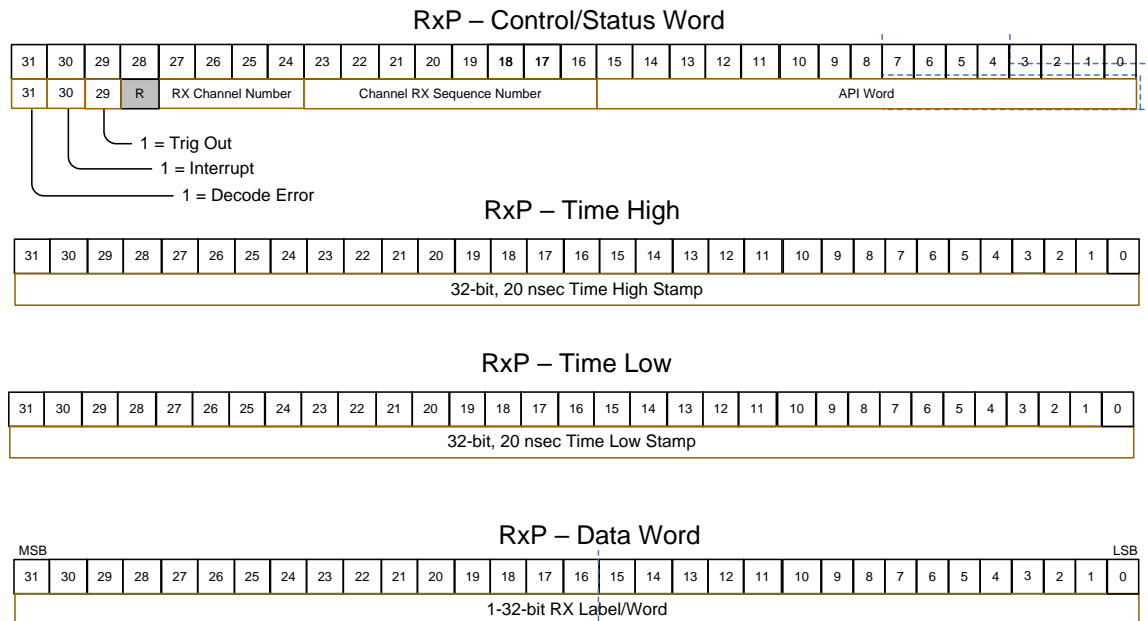 RxP – Control/Status Word
31 30 29 28 27 26 25 24 23 22 21 20 19 18 17 16 15 14 13 12 11 10 9 8 7 6 5 4 3 2 1 0
31 30 29 R RX Channel Number Channel RX Sequence Number API Word
1 = Trig Out
1 = Interrupt
1 = Decode Error
RxP – Time High
31 30 29 28 27 26 25 24 23 22 21 20 19 18 17 16 15 14 13 12 11 10 9 8 7 6 5 4 3 2 1 0
32-bit, 20 nsec Time High Stamp
RxP – Time Low
31 30 29 28 27 26 25 24 23 22 21 20 19 18 17 16 15 14 13 12 11 10 9 8 7 6 5 4 3 2 1 0
32-bit, 20 nsec Time Low Stamp
RxP – Data Word
MSB LSB
31 30 29 28 27 26 25 24 23 22 21 20 19 18 17 16 15 14 13 12 11 10 9 8 7 6 5 4 3 2 1 0
1-32-bit RX Label/Word